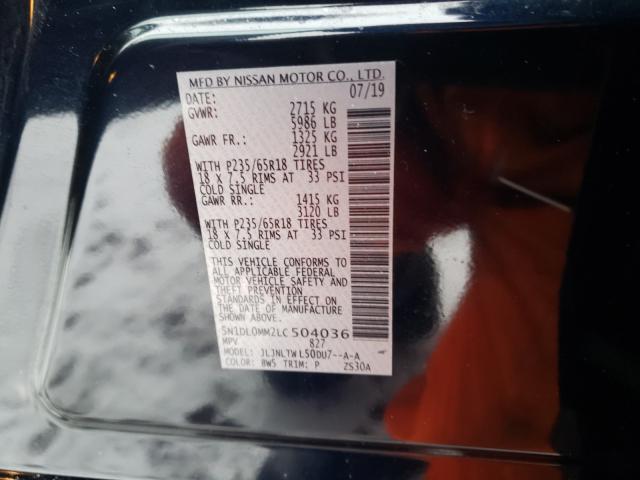 MFD BY NISSAN MOTOR CO., LTD.
DATE: 07/19
GVWR: 2715 KG
5986 LB
GAWR FR.: 1325 KG
2921 LB
WITH P235/65R18 TIRES
18 X 7.5 RIMS AT 33 PSI
COLD SINGLE
GAWR RR.: 1415 KG
3120 LB
WITH P235/65R18 TIRES
18 X 7.5 RIMS AT 33 PSI
COLD SINGLE
THIS VEHICLE CONFORMS TO
ALL APPLICABLE FEDERAL
MOTOR VEHICLE SAFETY AND
THEFT PREVENTION
STANDARDS IN EFFECT ON
THE DATE OF MANUFACTURE
SHOWN ABOVE.
5N1DL0MM2LC504036
MPV 827
MODEL: JLJNLTWL50DU7--A-A
COLOR: BW5 TRIM: P ZS30A